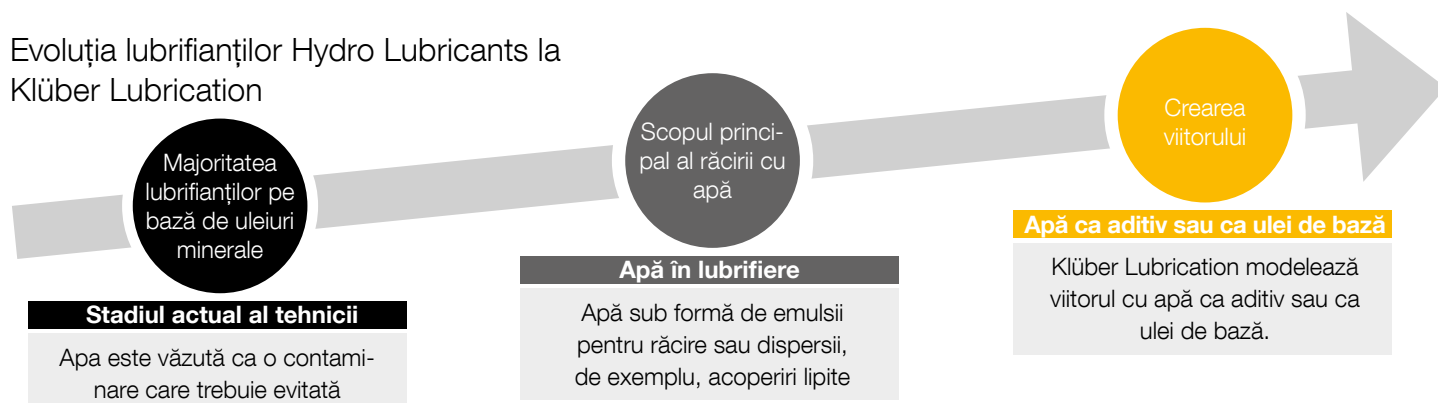 Evoluția lubrifianților Hydro Lubricants la
Klüber Lubrication
Majoritatea
lubrifianților pe
bază de uleiuri
minerale
Stadiul actual al tehnicii
Apa este văzută ca o contami-
nare care trebuie evitată
Scopul princi-
pal al răcirii cu
apă
Apă în lubrifiere
Apă sub formă de emulsii
pentru răcire sau dispersii,
de exemplu, acoperiri lipite
Crearea
viitorului
Apă ca aditiv sau ca ulei de bază
Klüber Lubrication modelează
viitorul cu apă ca aditiv sau ca
ulei de bază.